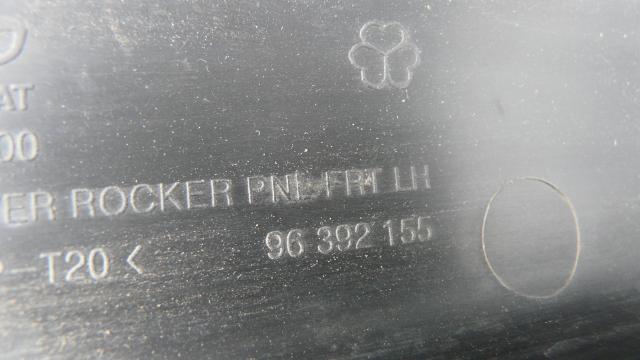 AT
00
ER ROCKER PNL-FRT LH
-T20< 96 392 155